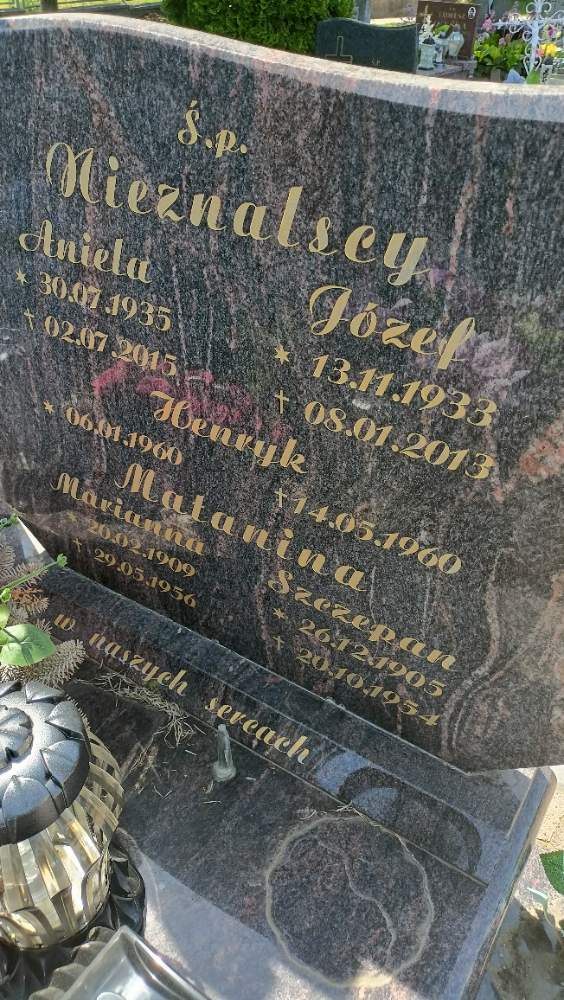 Ś.p.
Nieznalscy
Aniela Józef
* 30.07.1935 * 13.11.1933
† 02.07.2015 † 08.01.2013
Henryk
* 06.01.1960 † 14.05.1960
Matanina
Marianna Szczepan
* 20.02.1909 * 26.12.1905
† 29.05.1956 † 20.10.1954
w naszych sercach